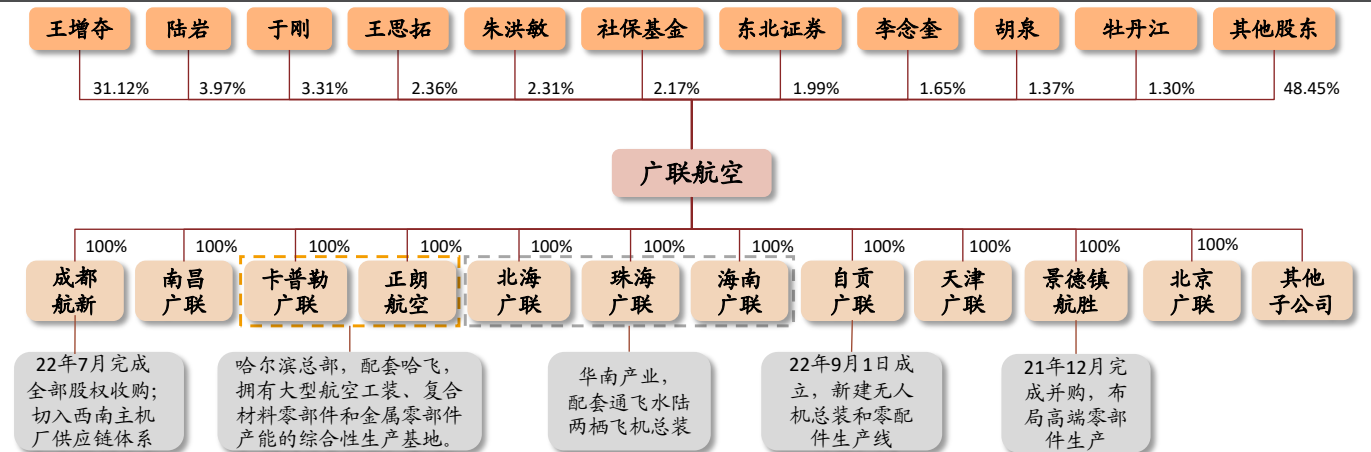 王增夺 陆岩 于刚 王思拓 朱洪敏 社保基金 东北证券 李念奎 胡泉 牡丹江 其他股东
31.12% 3.97% 3.31% 2.36% 2.31% 2.17% 1.99% 1.65% 1.37% 1.30% 48.45%
广联航空
100% 100% 100% 100% 100% 100% 100% 100% 100% 100% 100%
成都
航新
南昌
广联
卡普勒
广联
正朗
航空
北海
广联
珠海
广联
海南
广联
自贡
广联
天津
广联
景德镇
航胜
北京
广联
其他
子公司
22年7月完成
全部股权收购;
切入西南主机
厂供应链体系
哈尔滨总部，配套哈飞，
拥有大型航空工装、复合
材料零部件和金属零部件
产能的综合性生产基地。
华南产业，
配套通飞水陆
两栖飞机总装
22年9月1日成
立，新建无人
机总装和零配
件生产线
21年12月完
成并购，布
局高端零部
件生产